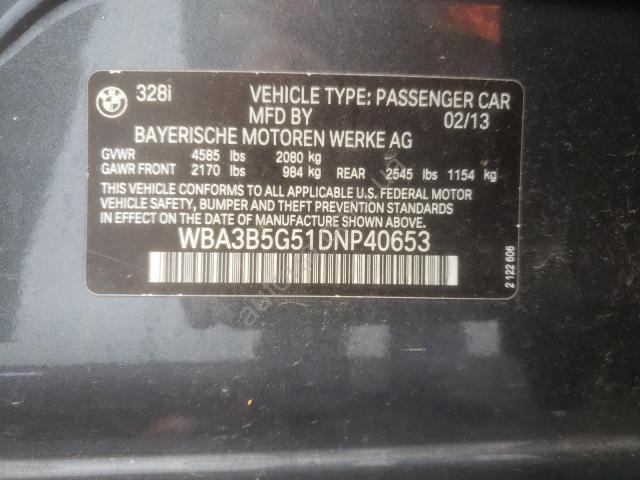 328i VEHICLE TYPE: PASSENGER CAR
MFD BY 02/13
BAYERISCHE MOTOREN WERKE AG
GVWR 4585 lbs 2080 kg
GAWR FRONT 2170 lbs 984 kg REAR 2545 lbs 1154 kg
THIS VEHICLE CONFORMS TO ALL APPLICABLE U.S. FEDERAL MOTOR
VEHICLE SAFETY, BUMPER AND THEFT PREVENTION STANDARDS
IN EFFECT ON THE DATE OF MANUFACTURE SHOWN ABOVE.
WBA3B5G51DNP40653
2 122 606